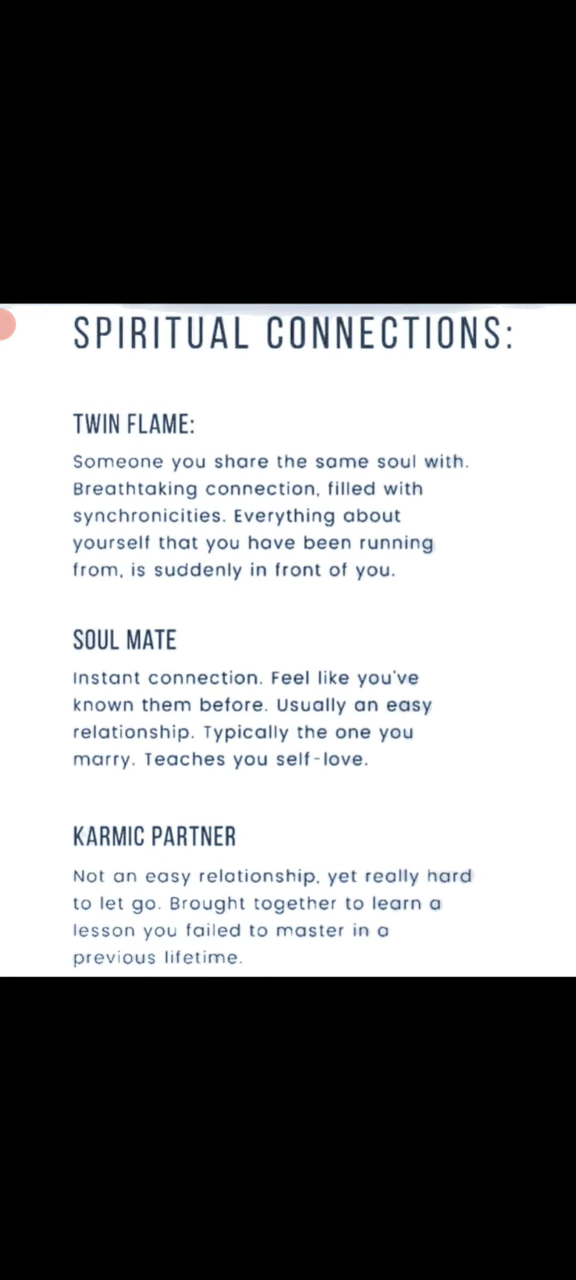 SPIRITUAL CONNECTIONS:
TWIN FLAME:
Someone you share the same soul with.
Breathtaking connection, filled with
synchronicities. Everything about
yourself that you have been running
from, is suddenly in front of you.
SOUL MATE
Instant connection. Feel like you've
known them before. Usually an easy
relationship. Typically the one you
marry. Teaches you self-love.
KARMIC PARTNER
Not an easy relationship, yet really hard
to let go. Brought together to learn a
lesson you failed to master in a
previous lifetime.